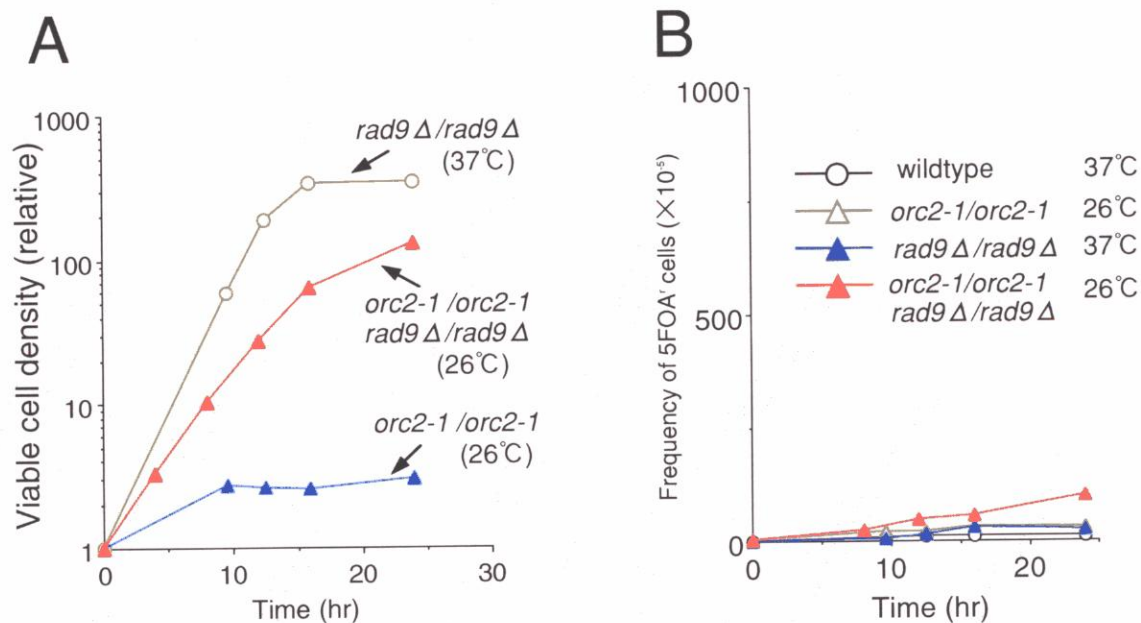 A
Viable cell density (relative)
1000
100
10
1
0
10
20
30
Time (hr)
rad9Δ/rad9Δ
(37℃)
orc2-1/orc2-1
rad9Δ/rad9Δ
(26℃)
orc2-1/orc2-1
(26℃)
B
Frequency of 5FOAʳ cells (×10⁻⁵)
1000
500
0
0
10
20
Time (hr)
wildtype 37℃
orc2-1/orc2-1 26℃
rad9Δ/rad9Δ 37℃
orc2-1/orc2-1 26℃
rad9Δ/rad9Δ